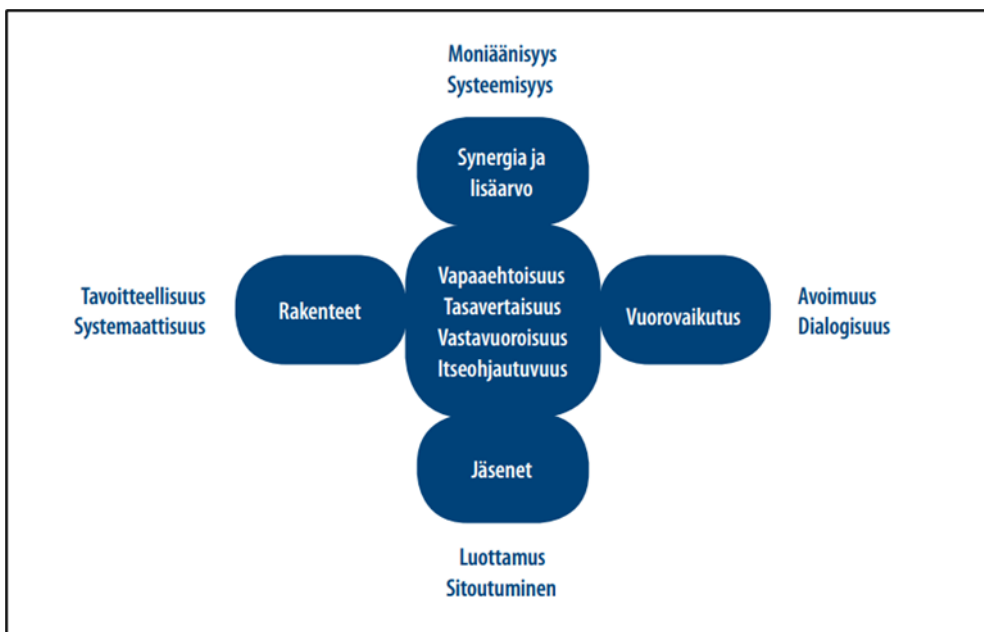 Moniäänisyys
Systeemisyys
Synergia ja
lisäarvo
Tavoitteellisuus
Systemaattisuus
Rakenteet
Vapaaehtoisuus
Tasavertaisuus
Vastavuoroisuus
Itseohjautuvuus
Vuorovaikutus
Avoimuus
Dialogisuus
Jäsenet
Luottamus
Sitoutuminen